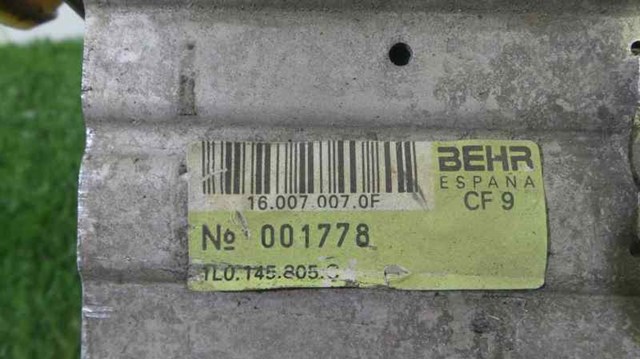 BEHR
ESPAÑA
16.007 007.0F
CF 9
Nº 001778
1L0.145.805.C